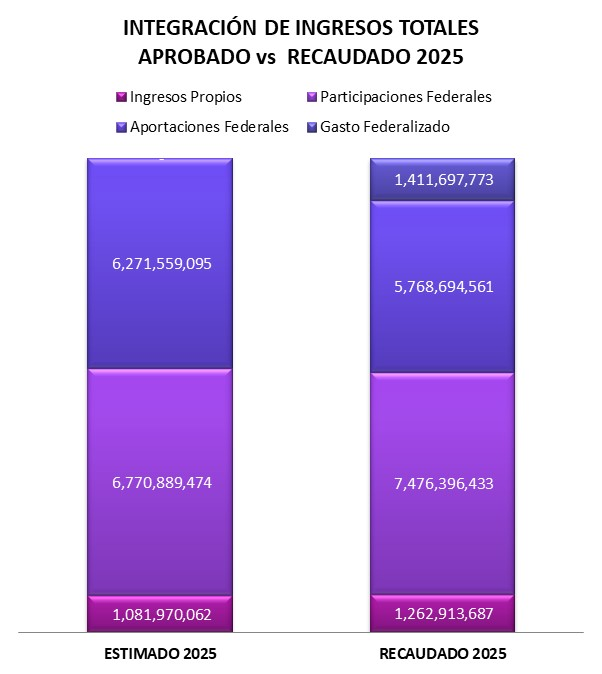 INTEGRACIÓN DE INGRESOS TOTALES
APROBADO vs RECAUDADO 2025
Ingresos Propios
Participaciones Federales
Aportaciones Federales
Gasto Federalizado
1,411,697,773
6,271,559,095
5,768,694,561
6,770,889,474
7,476,396,433
1,081,970,062
1,262,913,687
ESTIMADO 2025
RECAUDADO 2025